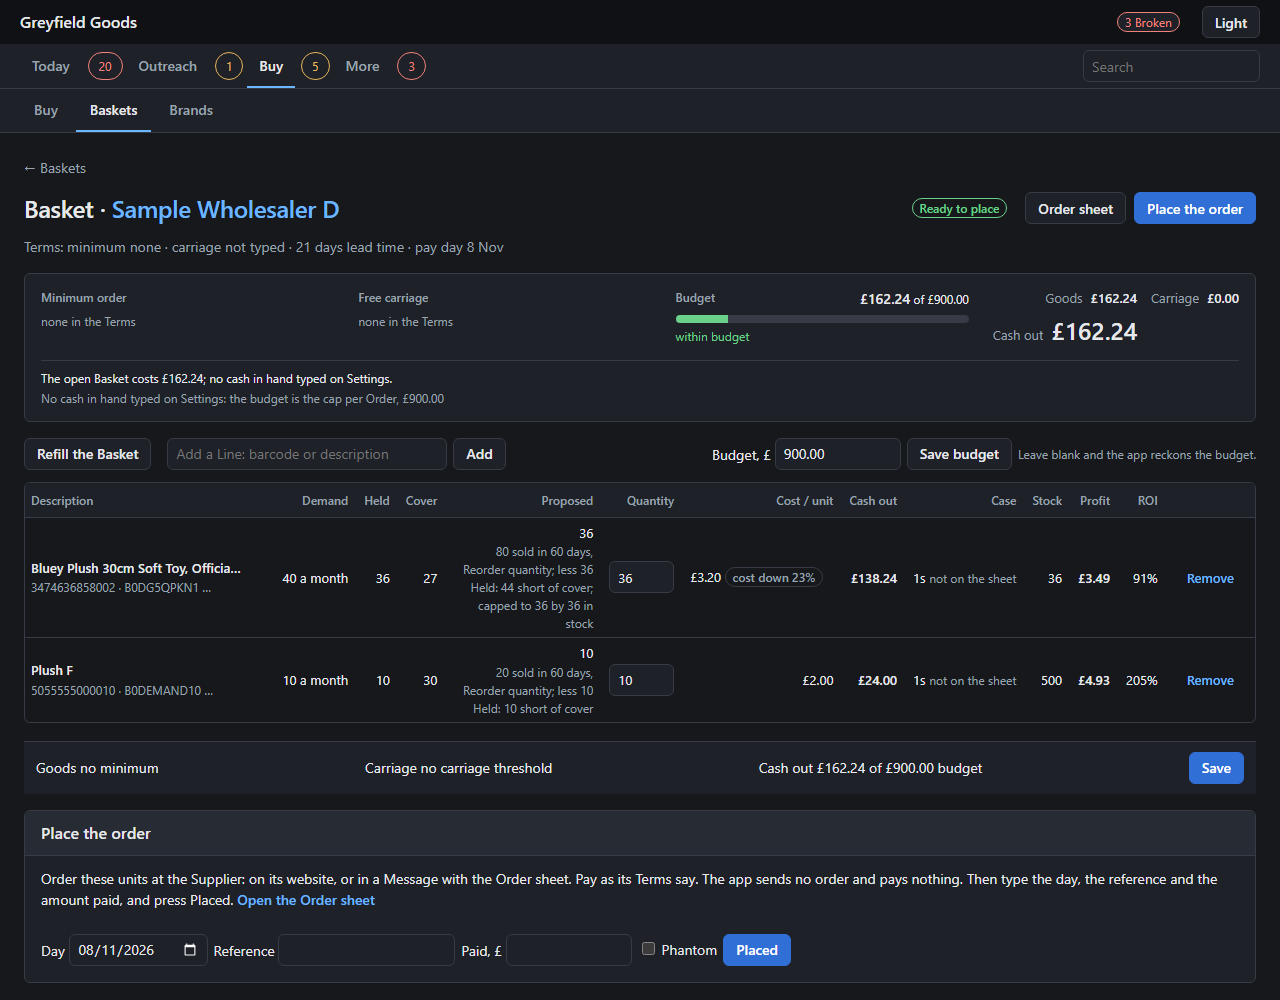 Greyfield Goods
3 Broken
Light
Today 20 Outreach 1 Buy 5 More 3
Search
Buy Baskets Brands
← Baskets
Basket · Sample Wholesaler D
Ready to place
Order sheet
Place the order
Terms: minimum none · carriage not typed · 21 days lead time · pay day 8 Nov
Minimum order
none in the Terms
Free carriage
none in the Terms
Budget £162.24 of £900.00
within budget
Goods £162.24 Carriage £0.00
Cash out £162.24
The open Basket costs £162.24; no cash in hand typed on Settings.
No cash in hand typed on Settings: the budget is the cap per Order, £900.00
Refill the Basket
Add a Line: barcode or description
Add
Budget, £ 900.00
Save budget
Leave blank and the app reckons the budget.
Description Demand Held Cover Proposed Quantity Cost / unit Cash out Case Stock Profit ROI
Bluey Plush 30cm Soft Toy, Officia...
3474636858002 · B0DG5QPKN1 ...
40 a month 36 27
36
80 sold in 60 days,
Reorder quantity; less 36
Held: 44 short of cover;
capped to 36 by 36 in
stock
36 £3.20 cost down 23% £138.24 1s not on the sheet 36 £3.49 91% Remove
Plush F
5055555000010 · B0DEMAND10 ...
10 a month 10 30
10
20 sold in 60 days,
Reorder quantity; less 10
Held: 10 short of cover
10 £2.00 £24.00 1s not on the sheet 500 £4.93 205% Remove
Goods no minimum Carriage no carriage threshold Cash out £162.24 of £900.00 budget Save
Place the order
Order these units at the Supplier: on its website, or in a Message with the Order sheet. Pay as its Terms say. The app sends no order and pays nothing. Then type the day, the reference and the
amount paid, and press Placed. Open the Order sheet
Day 08/11/2026 Reference Paid, £ Phantom Placed